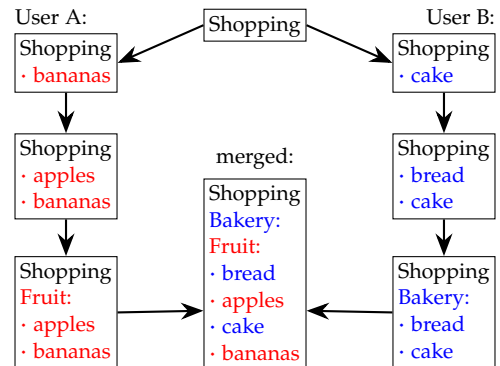 User A:
Shopping
· bananas
Shopping
· apples
· bananas
Shopping
Fruit:
· apples
· bananas
Shopping
merged:
Shopping
Bakery:
Fruit:
· bread
· apples
· cake
· bananas
User B:
Shopping
· cake
Shopping
· bread
· cake
Shopping
Bakery:
· bread
· cake